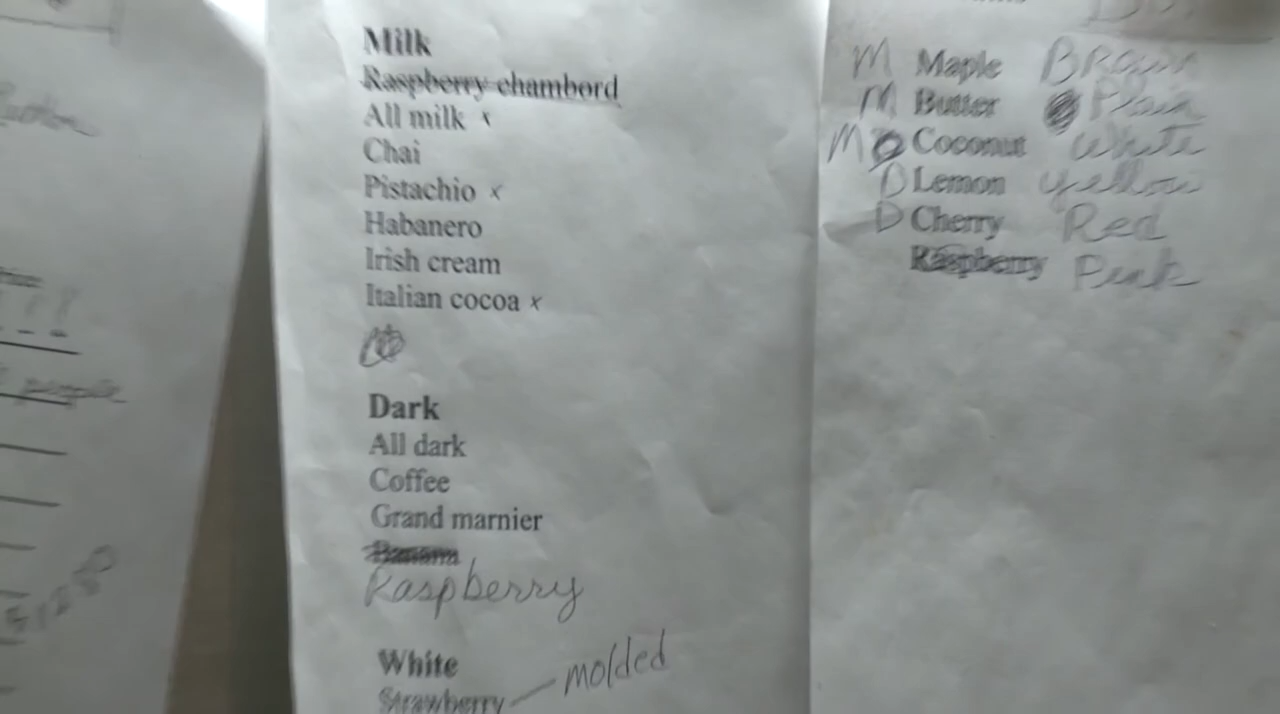 Milk
Raspberry chambord
All milk x
Chai
Pistachio x
Habanero
Irish cream
Italian cocoa x
Dark
All dark
Coffee
Grand marnier
Banana
Raspberry
White
Strawberry — molded
M Maple Brown
M Butter Plain
M Coconut White
D Lemon yellow
D Cherry Red
Raspberry Pink